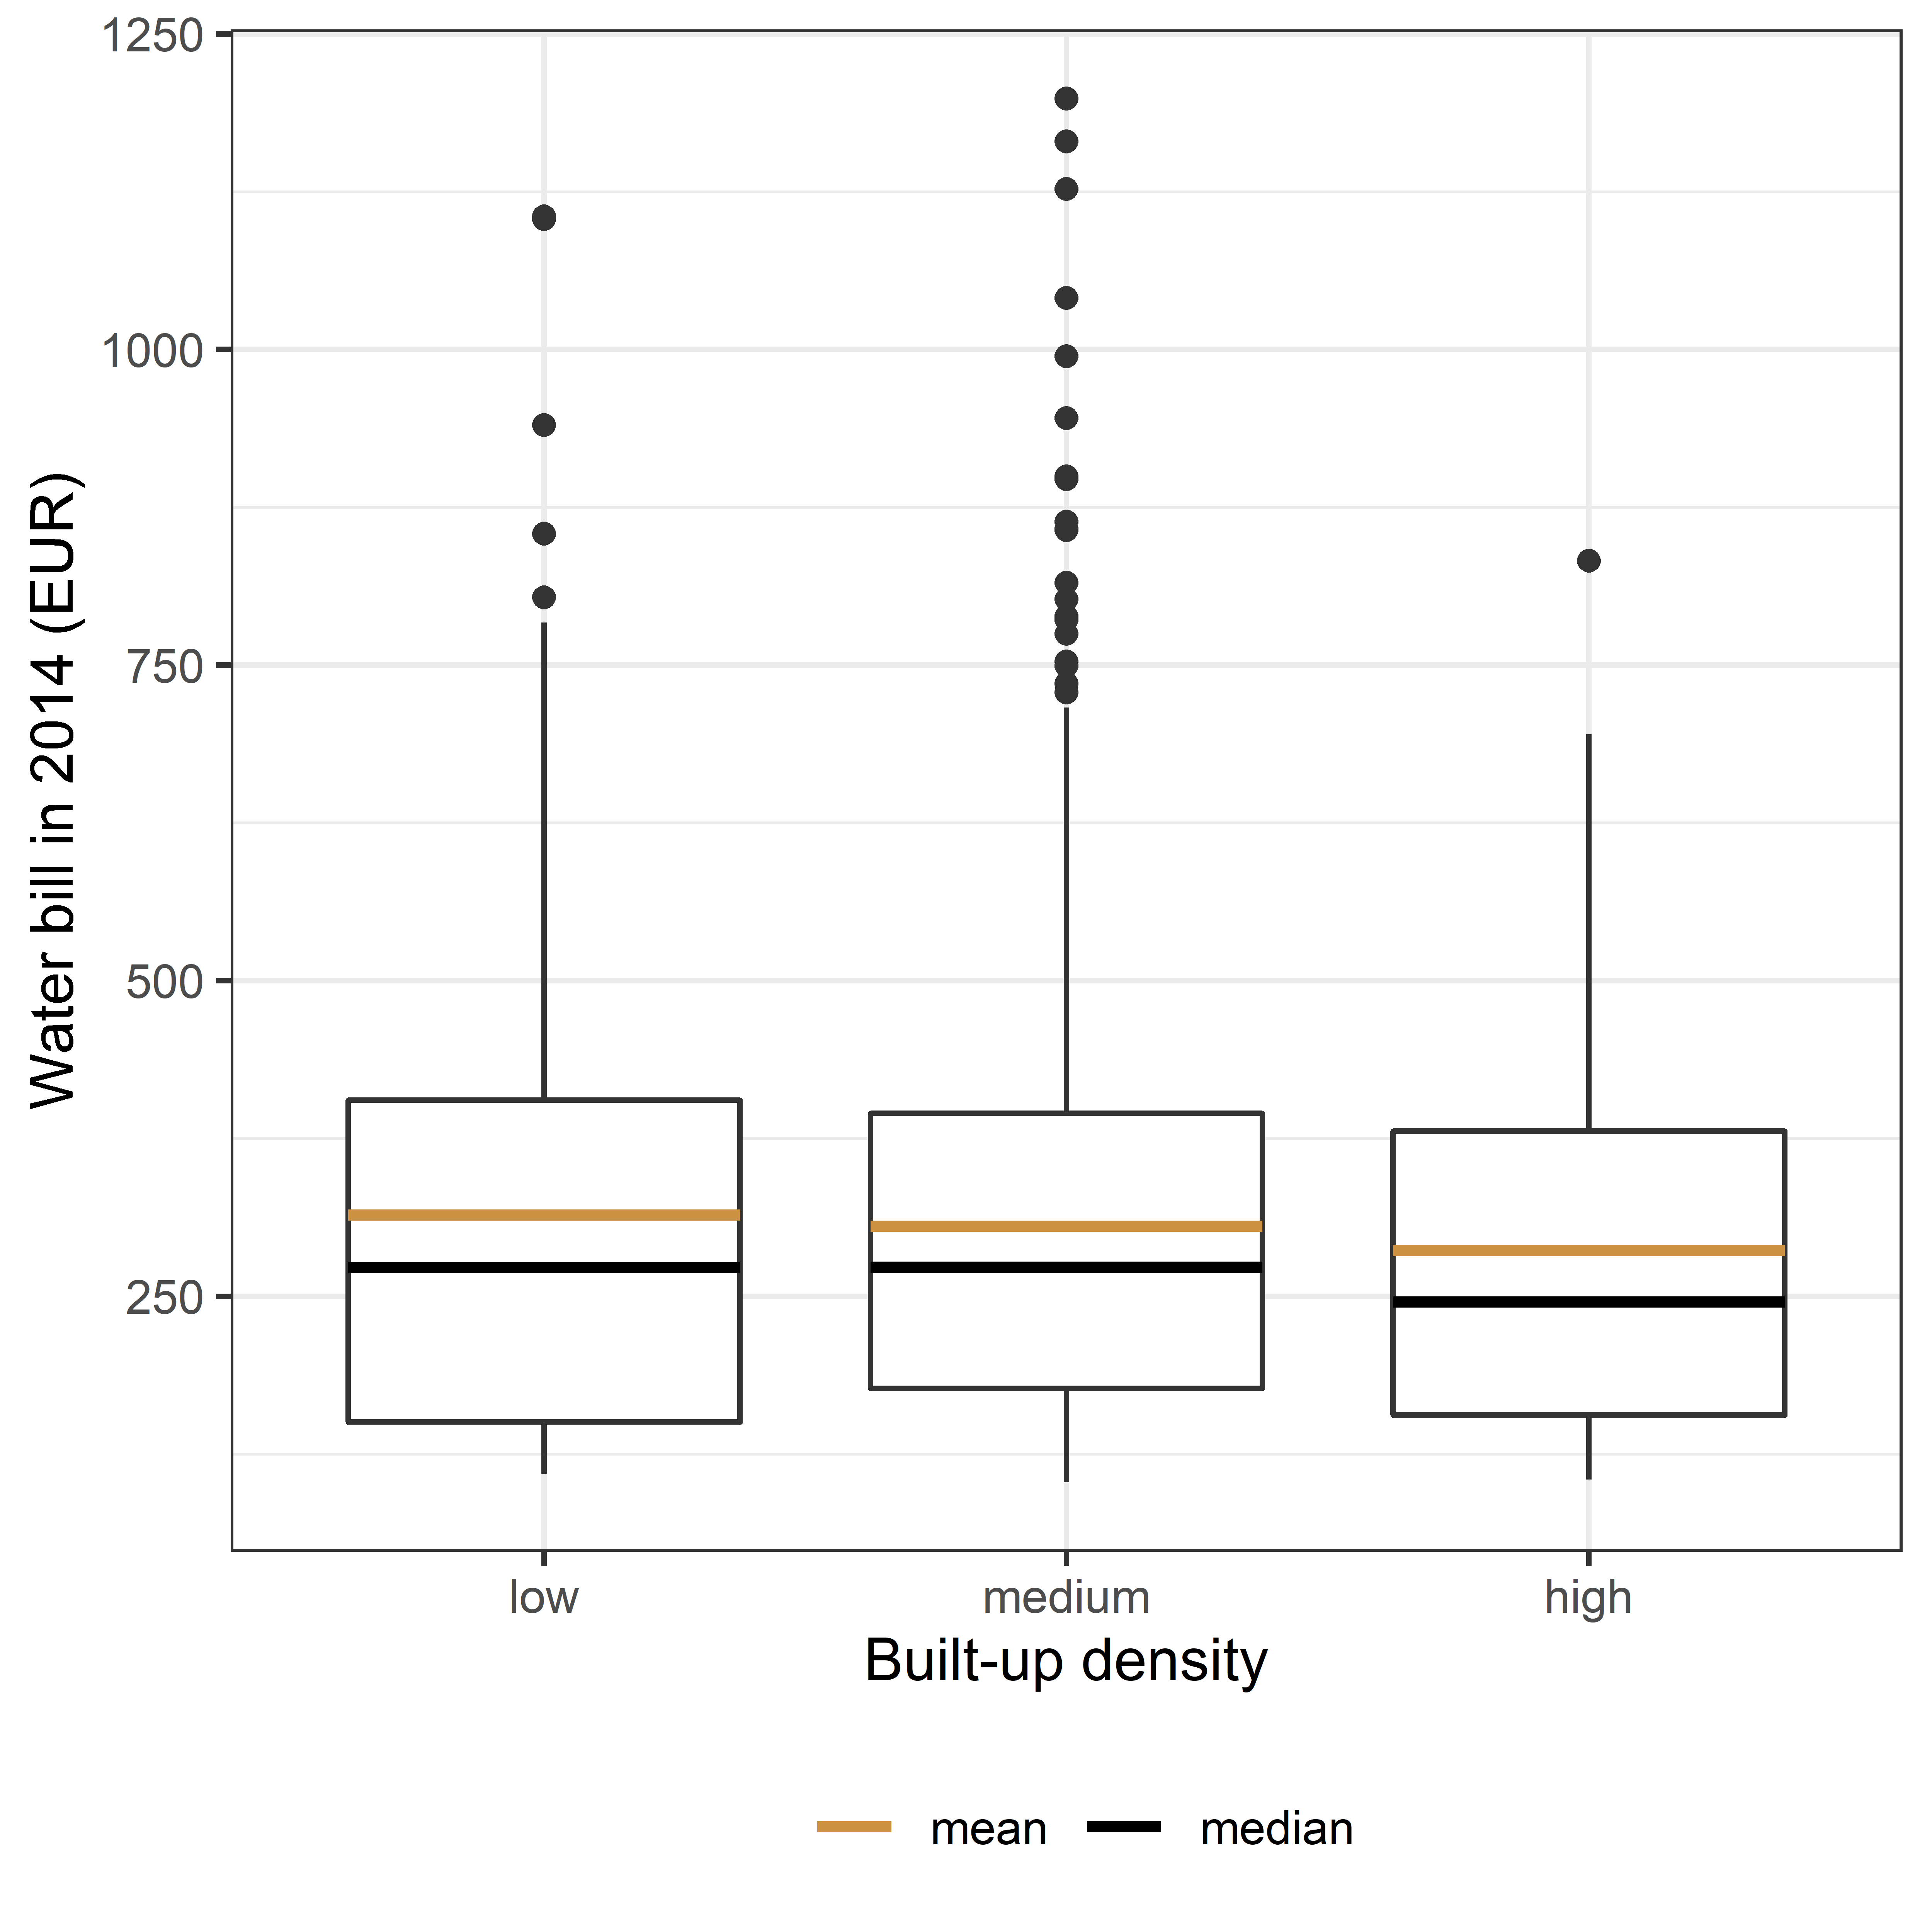 1250
1000
750
500
250
Water bill in 2014 (EUR)
low medium high
Built-up density
mean median